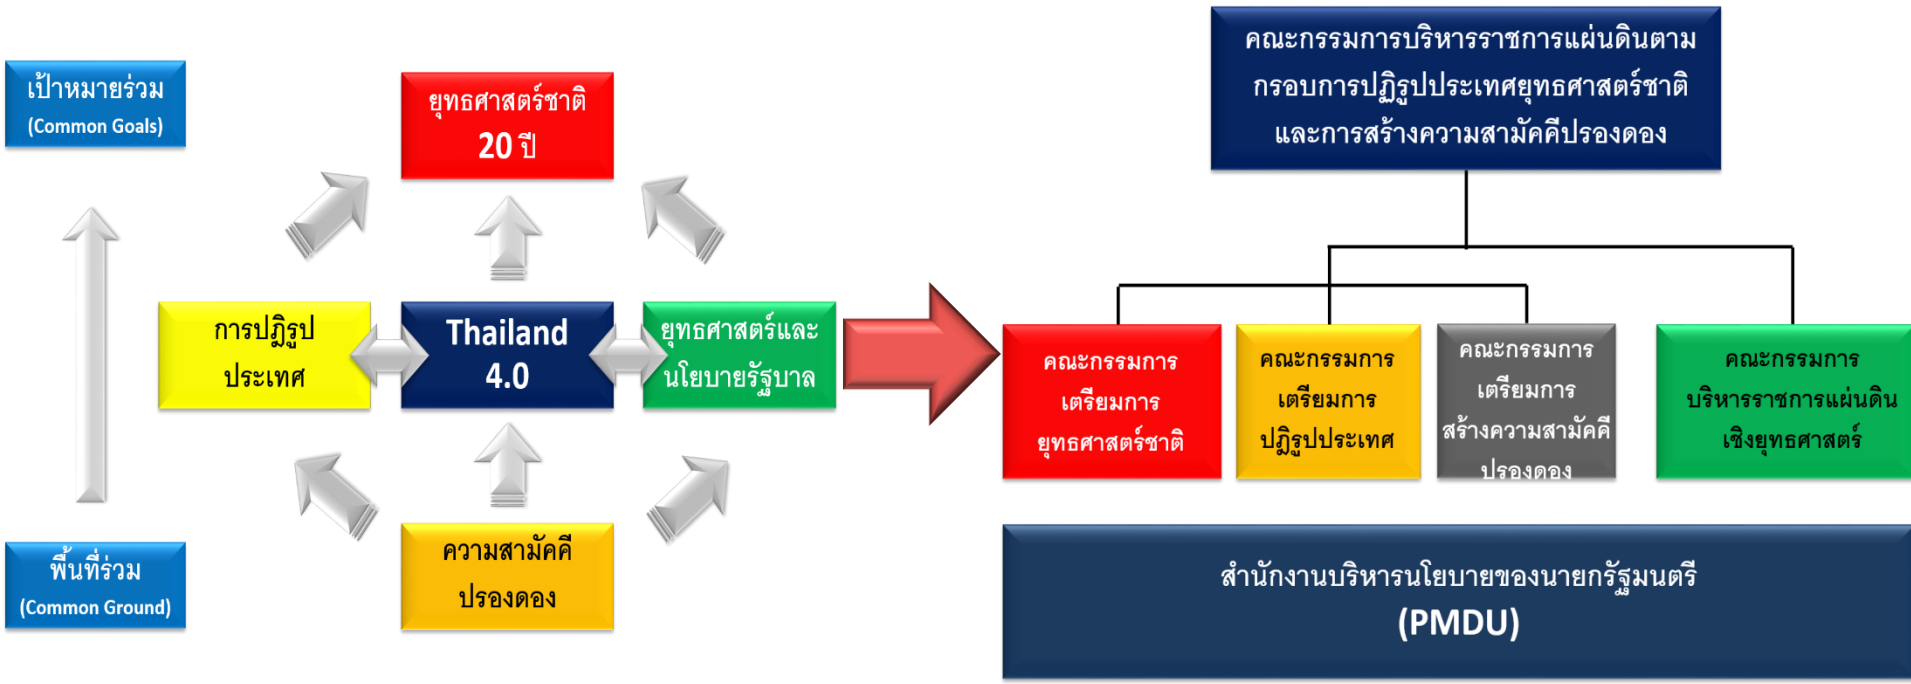 เป้าหมายร่วม
(Common Goals)
พื้นที่ร่วม
(Common Ground)
ยุทธศาสตร์ชาติ
20 ปี
การปฎิรูป
ประเทศ
Thailand
4.0
ยุทธศาสตร์และ
นโยบายรัฐบาล
ความสามัคคี
ปรองดอง
คณะกรรมการบริหารราชการแผ่นดินตาม
กรอบการปฏิรูปประเทศยุทธศาสตร์ชาติ
และการสร้างความสามัคคีปรองดอง
คณะกรรมการ
เตรียมการ
ยุทธศาสตร์ชาติ
คณะกรรมการ
เตรียมการ
ปฎิรูปประเทศ
คณะกรรมการ
เตรียมการ
สร้างความสามัคคี
ปรองดอง
คณะกรรมการ
บริหารราชการแผ่นดิน
เชิงยุทธศาสตร์
สำนักงานบริหารนโยบายของนายกรัฐมนตรี
(PMDU)